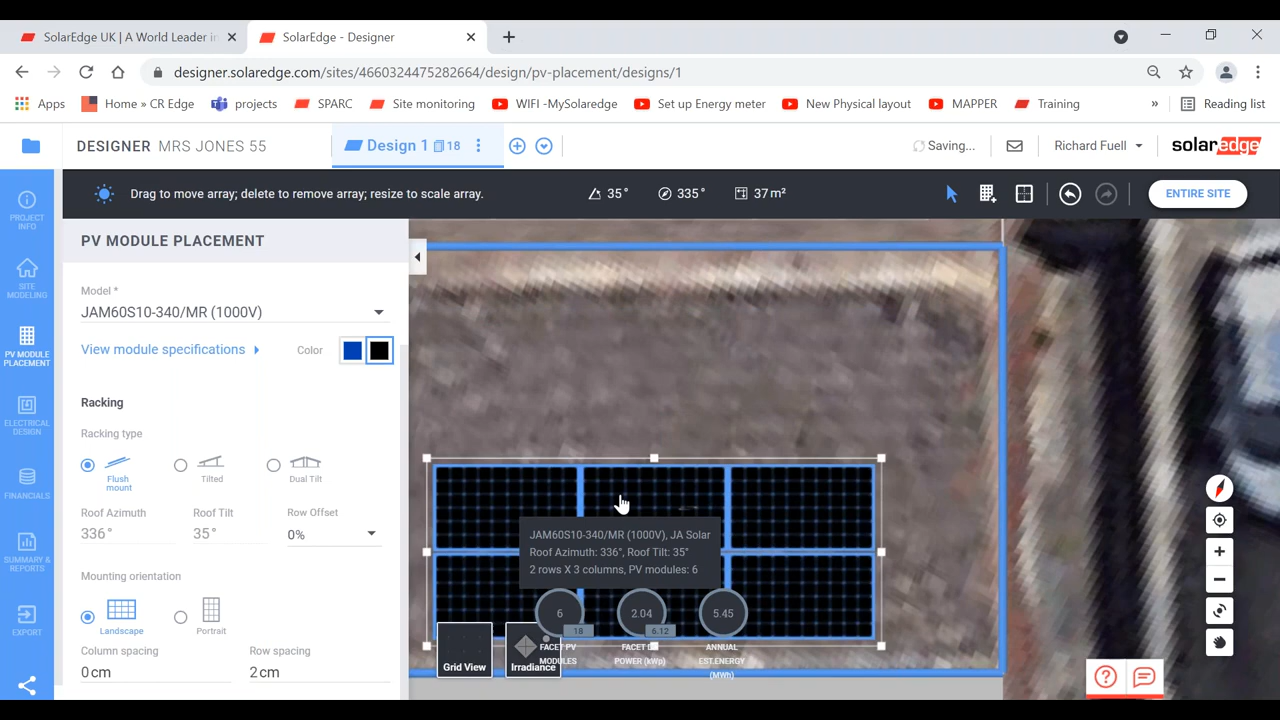 SolarEdge UK | A World Leader in
SolarEdge - Designer
designer.solaredge.com/sites/4660324475282664/design/pv-placement/designs/1
Apps
Home » CR Edge
projects
SPARC
Site monitoring
WIFI -MySolaredge
Set up Energy meter
New Physical layout
MAPPER
Training
»
Reading list
DESIGNER MRS JONES 55
Design 1 18
Saving...
Richard Fuell
solaredge
Drag to move array; delete to remove array; resize to scale array.
35°
335°
37 m²
ENTIRE SITE
PROJECT
INFO
SITE
MODELING
PV MODULE
PLACEMENT
ELECTRICAL
DESIGN
FINANCIALS
SUMMARY &
REPORTS
EXPORT
PV MODULE PLACEMENT
Model *
JAM60S10-340/MR (1000V)
View module specifications
Color
Racking
Racking type
Flush
mount
Tilted
Dual Tilt
Roof Azimuth
Roof Tilt
Row Offset
336°
35°
0%
Mounting orientation
Landscape
Portrait
Column spacing
Row spacing
0cm
2cm
JAM60S10-340/MR (1000V), JA Solar
Roof Azimuth: 336°, Roof Tilt: 35°
2 rows X 3 columns, PV modules: 6
6
18
2.04
6.12
5.45
Grid View
Irradiance
FACET PV
MODULES
POWER (kWp)
ANNUAL
EST.ENERGY
(MWh)